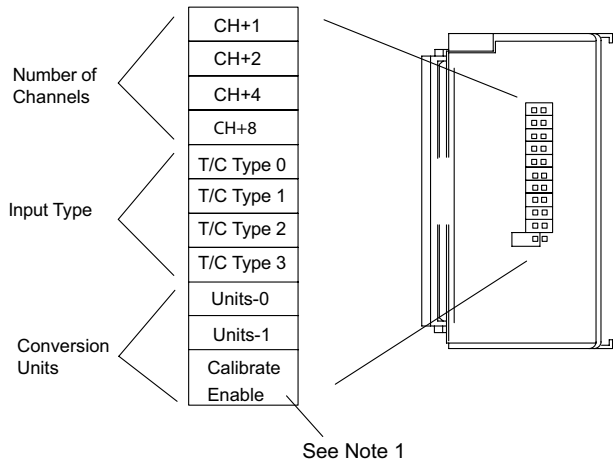 Number of
Channels
CH+1
CH+2
CH+4
CH+8
Input Type
T/C Type 0
T/C Type 1
T/C Type 2
T/C Type 3
Conversion
Units
Units-0
Units-1
Calibrate
Enable
See Note 1